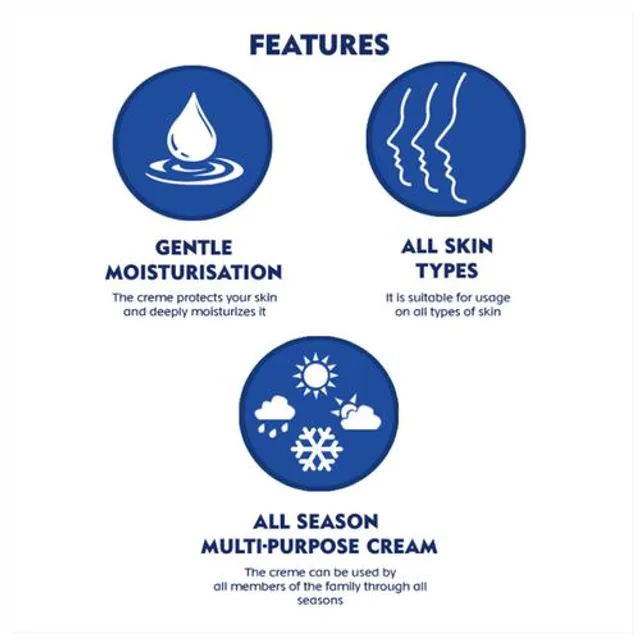 FEATURES
GENTLE
MOISTURISATION
The creme protects your skin
and deeply moisturizes it
ALL SKIN
TYPES
It is suitable for usage
on all types of skin
ALL SEASON
MULTI-PURPOSE CREAM
The creme can be used by
all members of the family through all
seasons